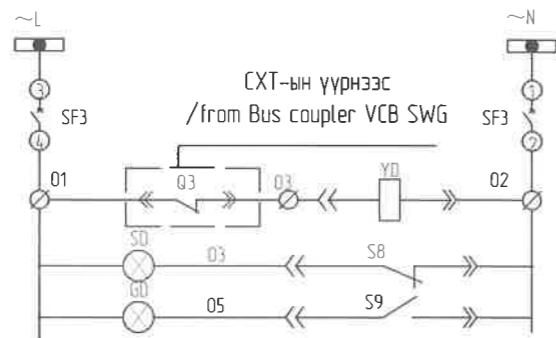 ~L ~N
3 1
СХТ-ын үүрнээс
SF3 /from Bus coupler VCB SWG SF3
4 2
01 Q3 03 YD 02
SD 03 S8
GD 05 S9